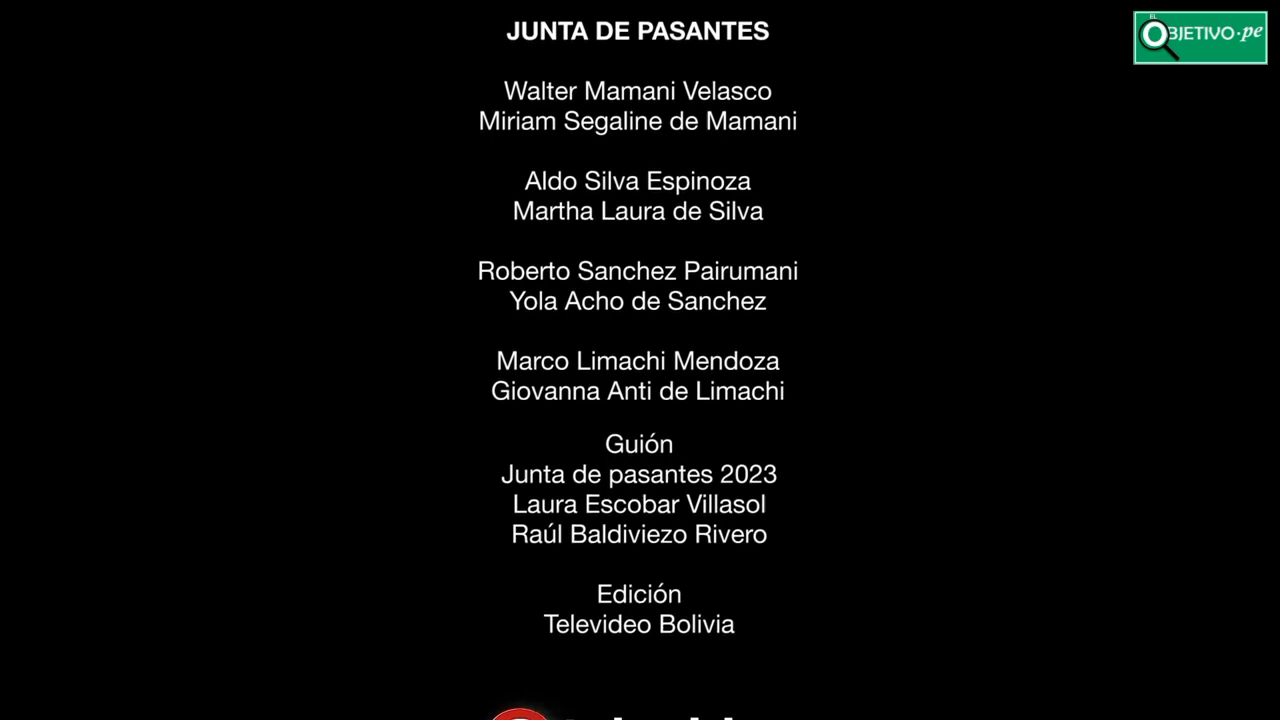 JUNTA DE PASANTES
EL
OBJETIVO.pe
Walter Mamani Velasco
Miriam Segaline de Mamani
Aldo Silva Espinoza
Martha Laura de Silva
Roberto Sanchez Pairumani
Yola Acho de Sanchez
Marco Limachi Mendoza
Giovanna Anti de Limachi
Guión
Junta de pasantes 2023
Laura Escobar Villasol
Raúl Baldiviezo Rivero
Edición
Televideo Bolivia